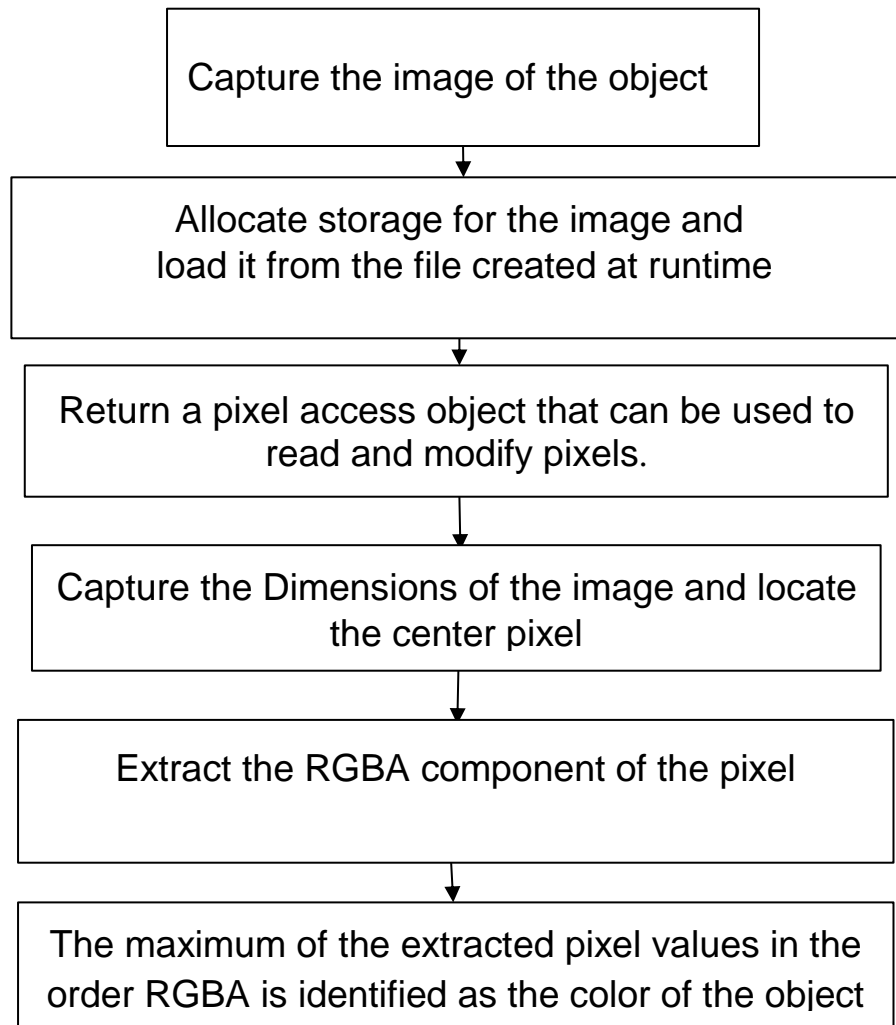 Capture the image of the object
Allocate storage for the image and
load it from the file created at runtime
Return a pixel access object that can be used to
read and modify pixels.
Capture the Dimensions of the image and locate
the center pixel
Extract the RGBA component of the pixel
The maximum of the extracted pixel values in the
order RGBA is identified as the color of the object